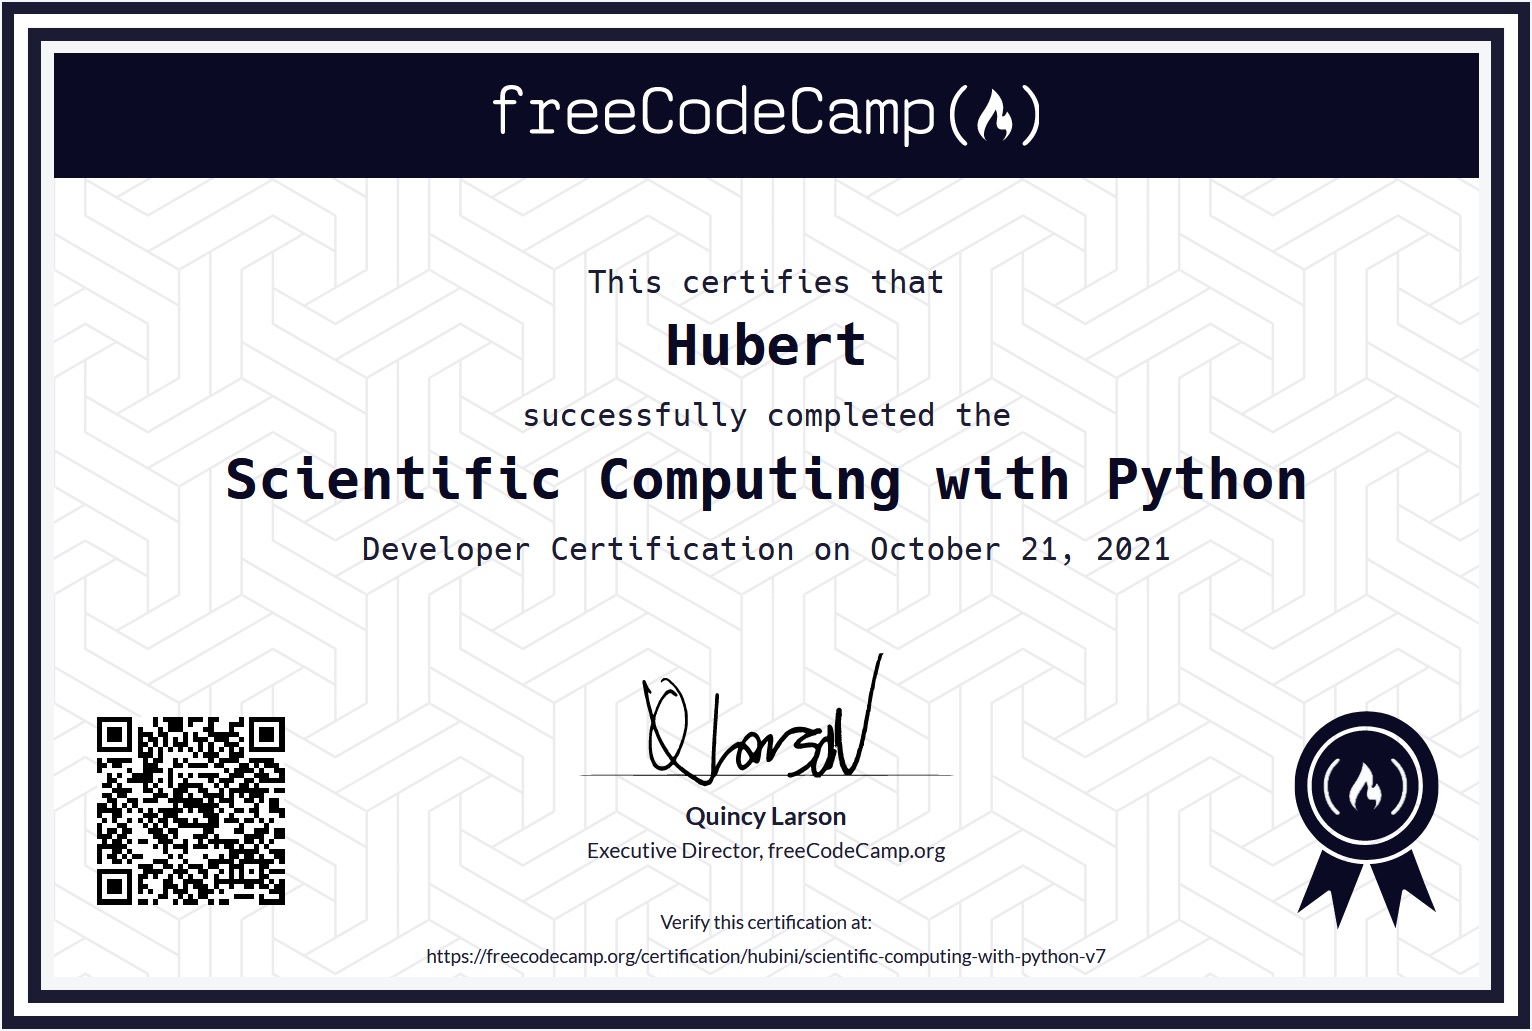 freeCodeCamp
This certifies that
Hubert
successfully completed the
Scientific Computing with Python
Developer Certification on October 21, 2021
Quincy Larson
Executive Director, freeCodeCamp.org
Verify this certification at:
https://freecodecamp.org/certification/hubini/scientific-computing-with-python-v7